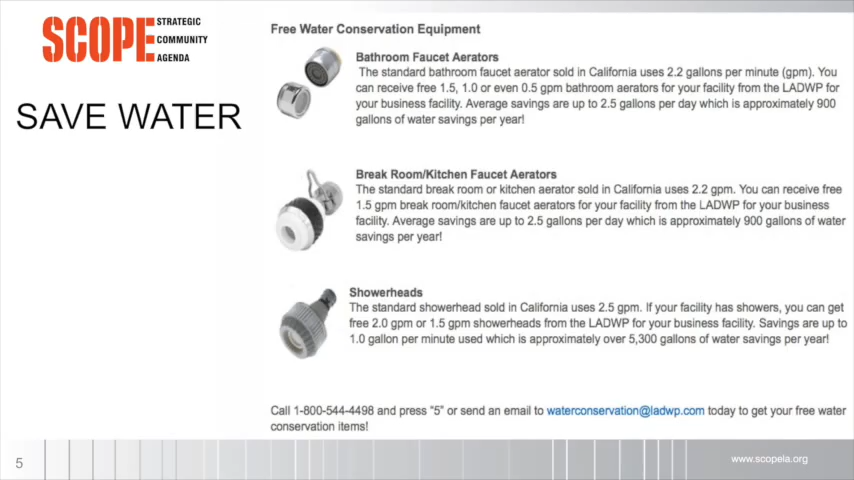 SCOPE STRATEGIC
COMMUNITY
AGENDA
SAVE WATER
Free Water Conservation Equipment
Bathroom Faucet Aerators
The standard bathroom faucet aerator sold in California uses 2.2 gallons per minute (gpm). You
can receive free 1.5, 1.0 or even 0.5 gpm bathroom aerators for your facility from the LADWP for
your business facility. Average savings are up to 2.5 gallons per day which is approximately 900
gallons of water savings per year!
Break Room/Kitchen Faucet Aerators
The standard break room or kitchen aerator sold in California uses 2.2 gpm. You can receive free
1.5 gpm break room/kitchen faucet aerators for your facility from the LADWP for your business
facility. Average savings are up to 2.5 gallons per day which is approximately 900 gallons of water
savings per year!
Showerheads
The standard showerhead sold in California uses 2.5 gpm. If your facility has showers, you can get
free 2.0 gpm or 1.5 gpm showerheads from the LADWP for your business facility. Savings are up to
1.0 gallon per minute used which is approximately over 5,300 gallons of water savings per year!
Call 1-800-544-4498 and press "5" or send an email to waterconservation@ladwp.com today to get your free water
conservation items!
5
www.scopela.org